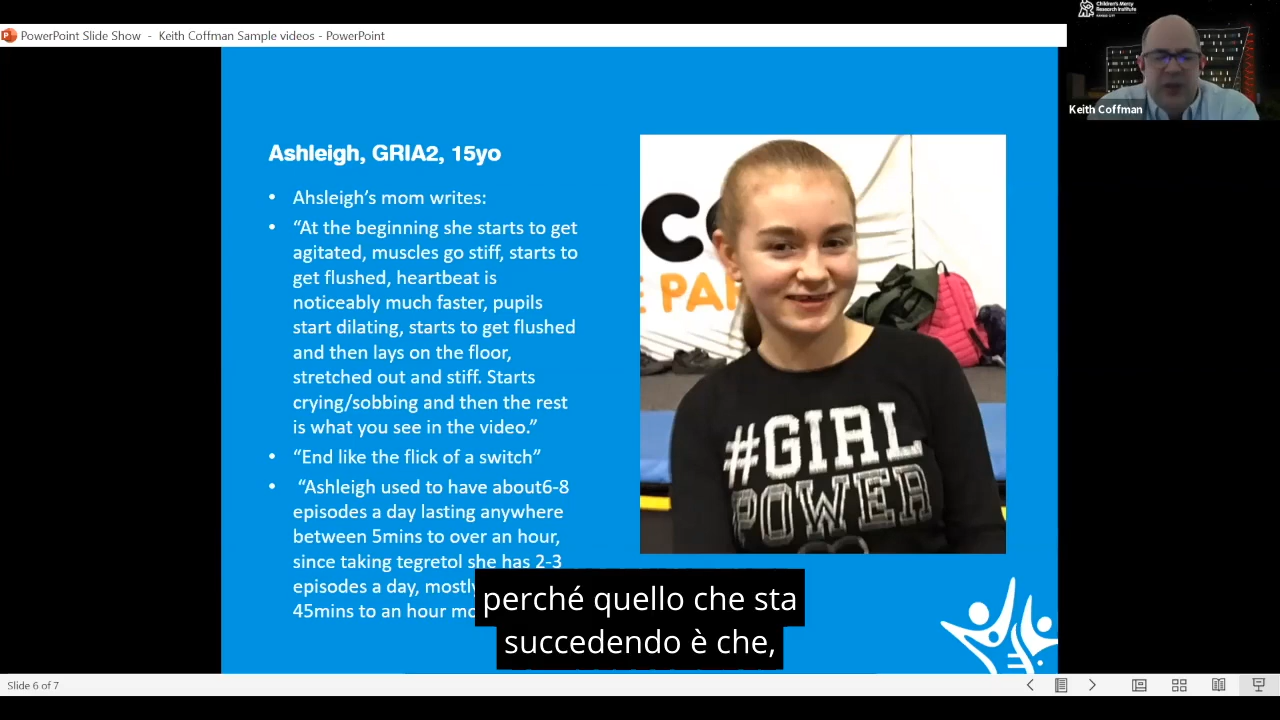 Children's Mercy
Research Institute
KANSAS CITY
PowerPoint Slide Show - Keith Coffman Sample videos - PowerPoint
Keith Coffman
Ashleigh, GRIA2, 15yo
• Ahsleigh’s mom writes:
• “At the beginning she starts to get
agitated, muscles go stiff, starts to
get flushed, heartbeat is
noticeably much faster, pupils
start dilating, starts to get flushed
and then lays on the floor,
stretched out and stiff. Starts
crying/sobbing and then the rest
is what you see in the video.”
• “End like the flick of a switch”
• “Ashleigh used to have about6-8
episodes a day lasting anywhere
between 5mins to over an hour,
since taking tegretol she has 2-3
episodes a day, mostly
45mins to an hour
#GIRL
POWER
perché quello che sta
succedendo è che,
Slide 6 of 7